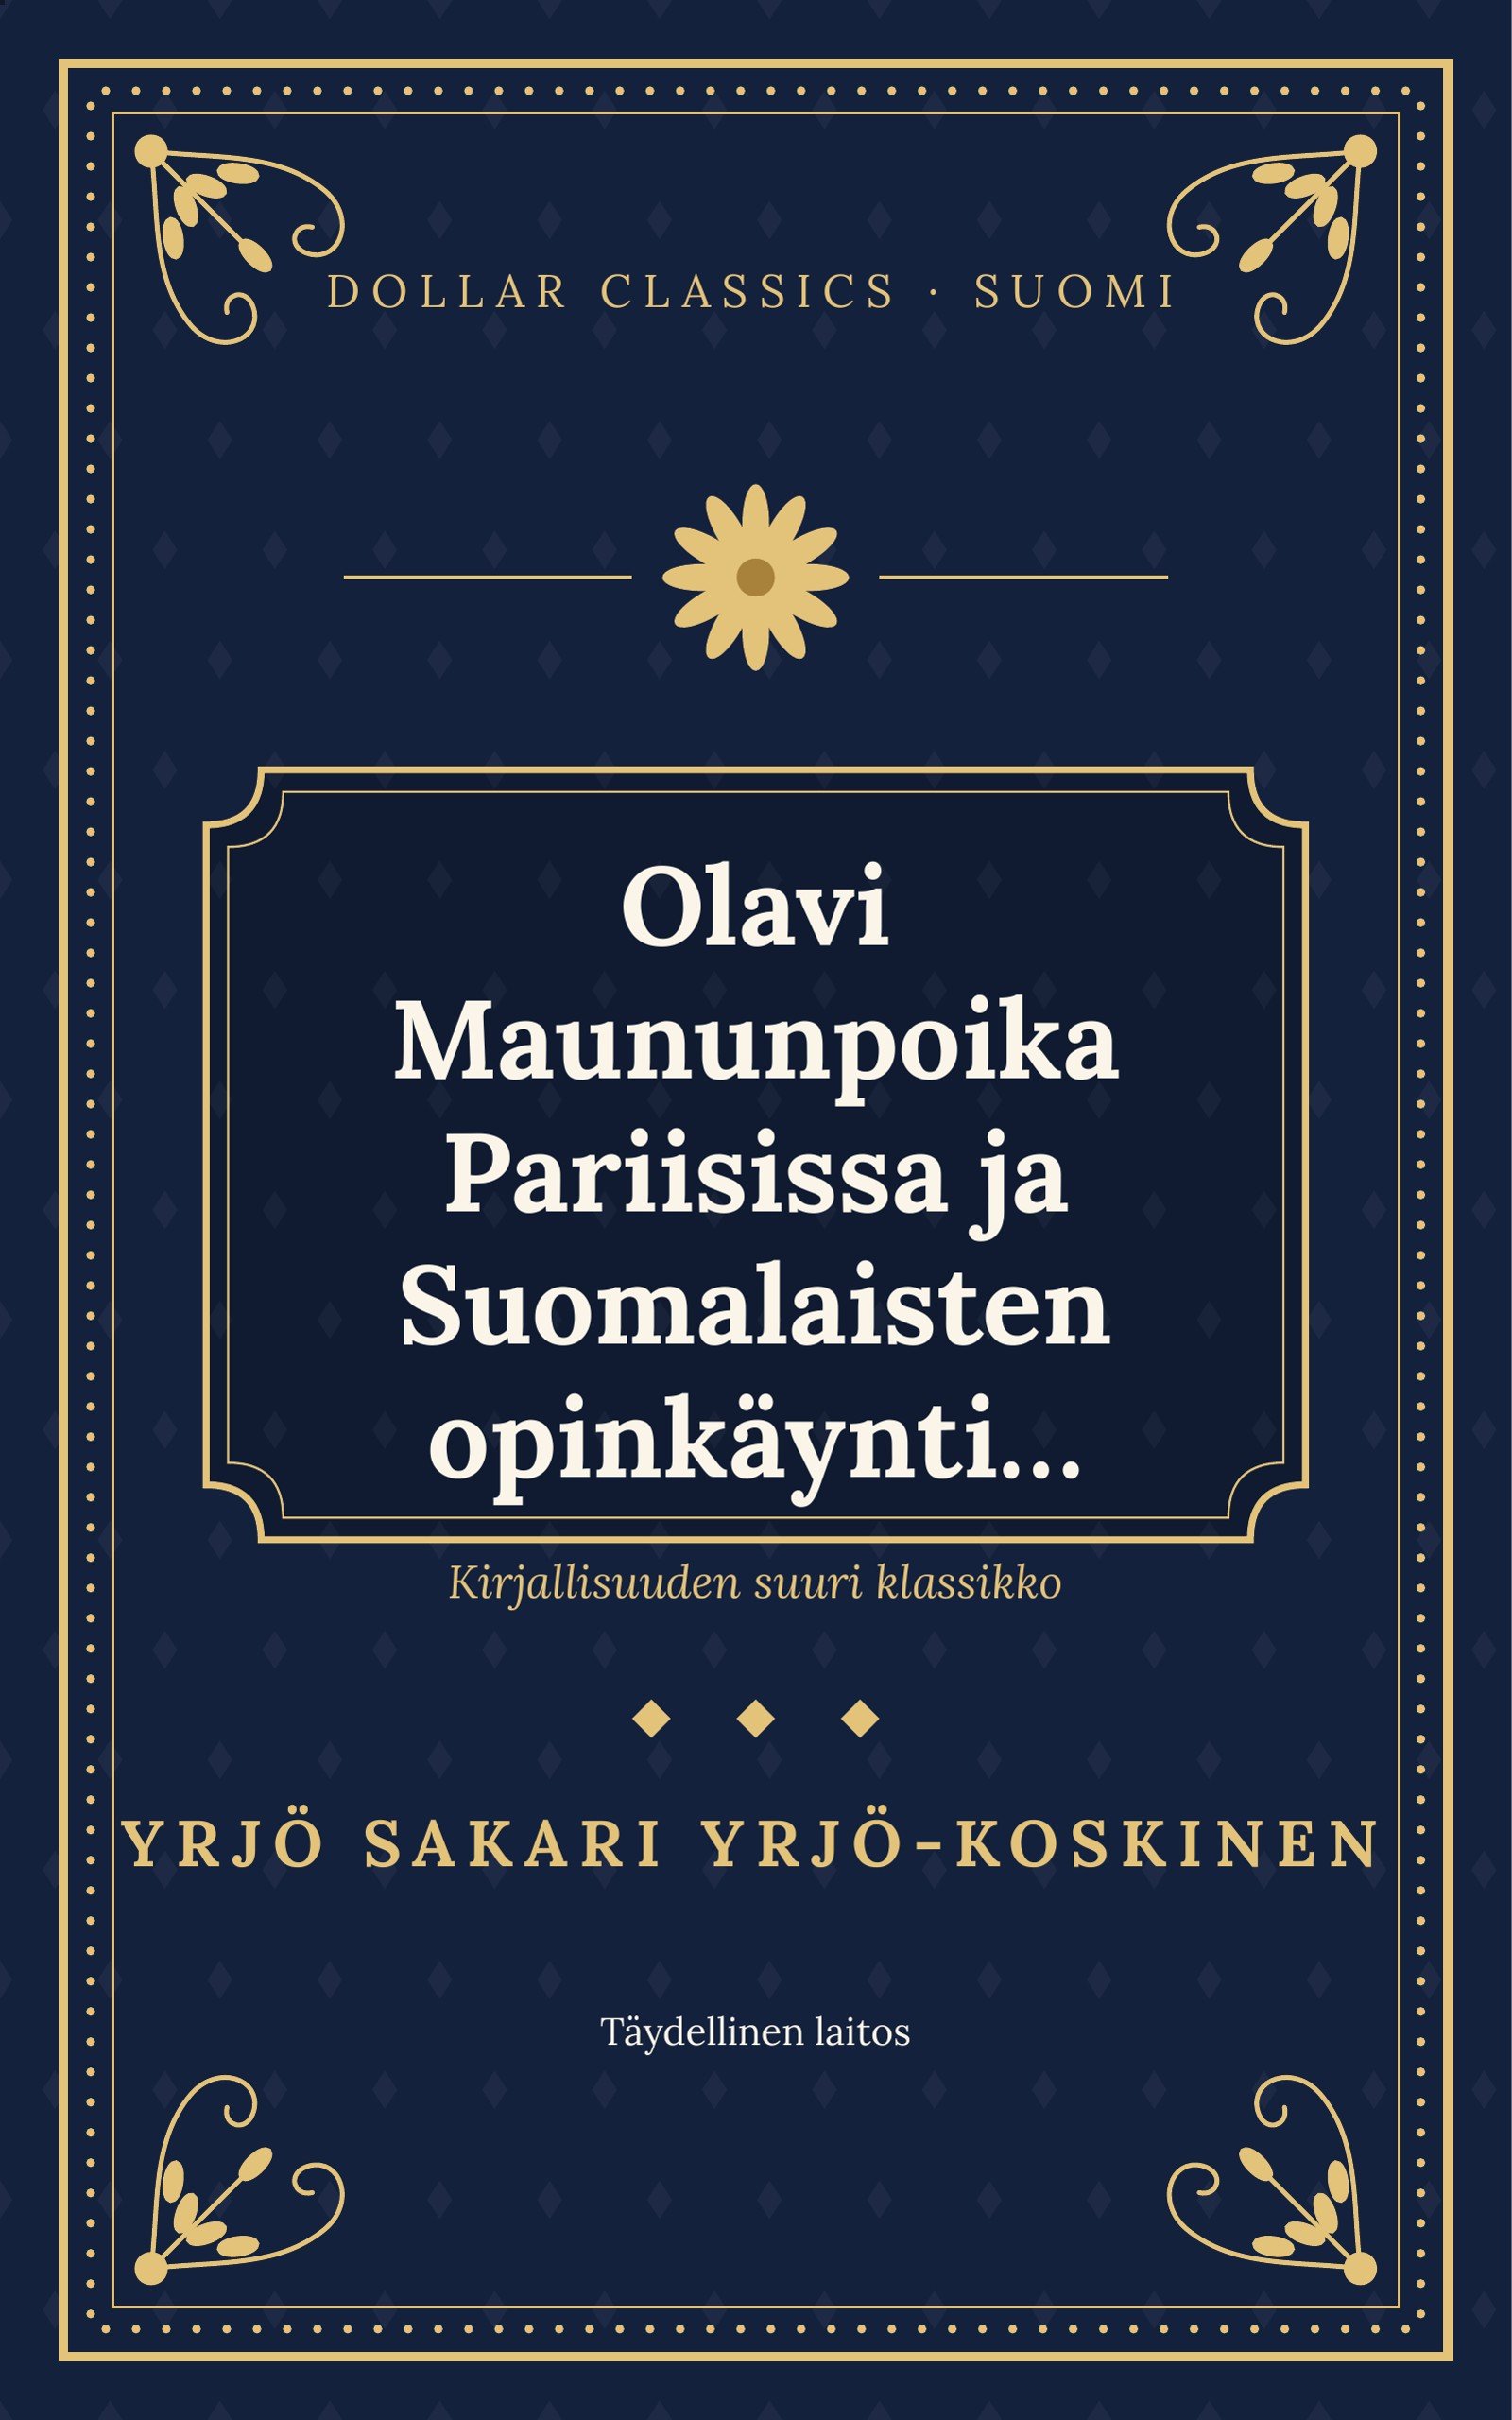 DOLLAR CLASSICS · SUOMI
Olavi
Maununpoika
Pariisissa ja
Suomalaisten
opinkäynti...
Kirjallisuuden suuri klassikko
YRJÖ SAKARI YRJÖ-KOSKINEN
Täydellinen laitos